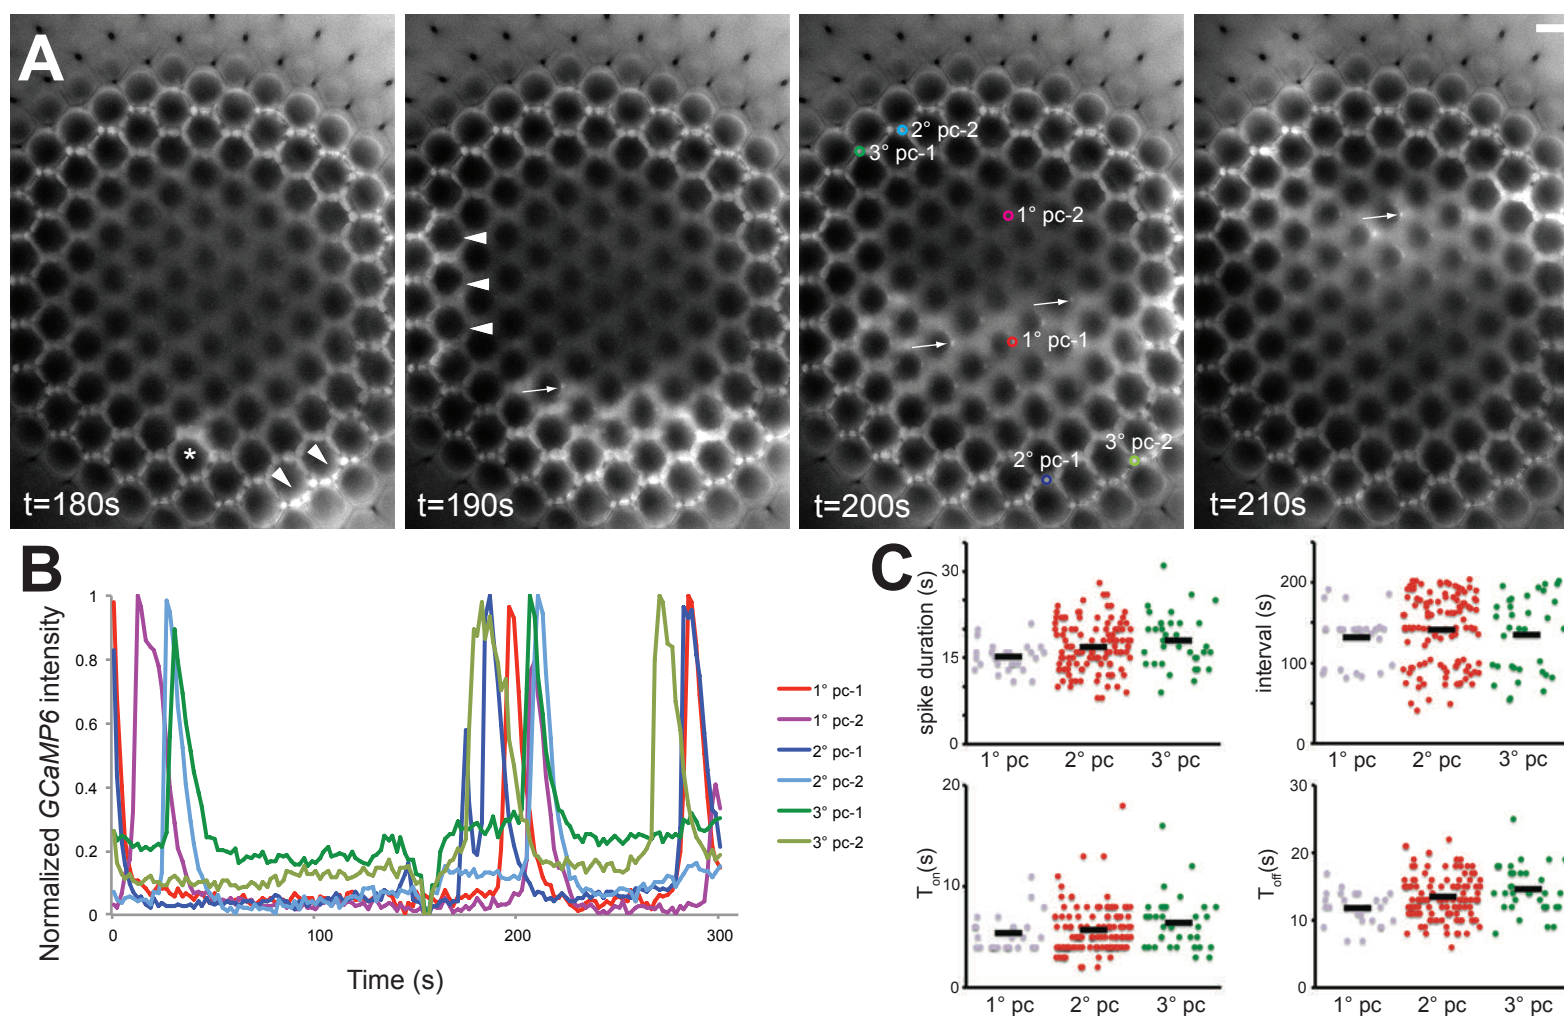 A
2° pc-2
3° pc-1
1° pc-2
1° pc-1
3° pc-2
2° pc-1
*
t=180s
t=190s
t=200s
t=210s
B
Normalized GCaMP6 intensity
1
0.8
0.6
0.4
0.2
0
0
100
200
300
Time (s)
1° pc-1
1° pc-2
2° pc-1
2° pc-2
3° pc-1
3° pc-2
C
spike duration (s)
30
15
0
1° pc
2° pc
3° pc
interval (s)
200
100
0
1° pc
2° pc
3° pc
Ton(s)
20
10
0
1° pc
2° pc
3° pc
Toff(s)
30
20
10
0
1° pc
2° pc
3° pc